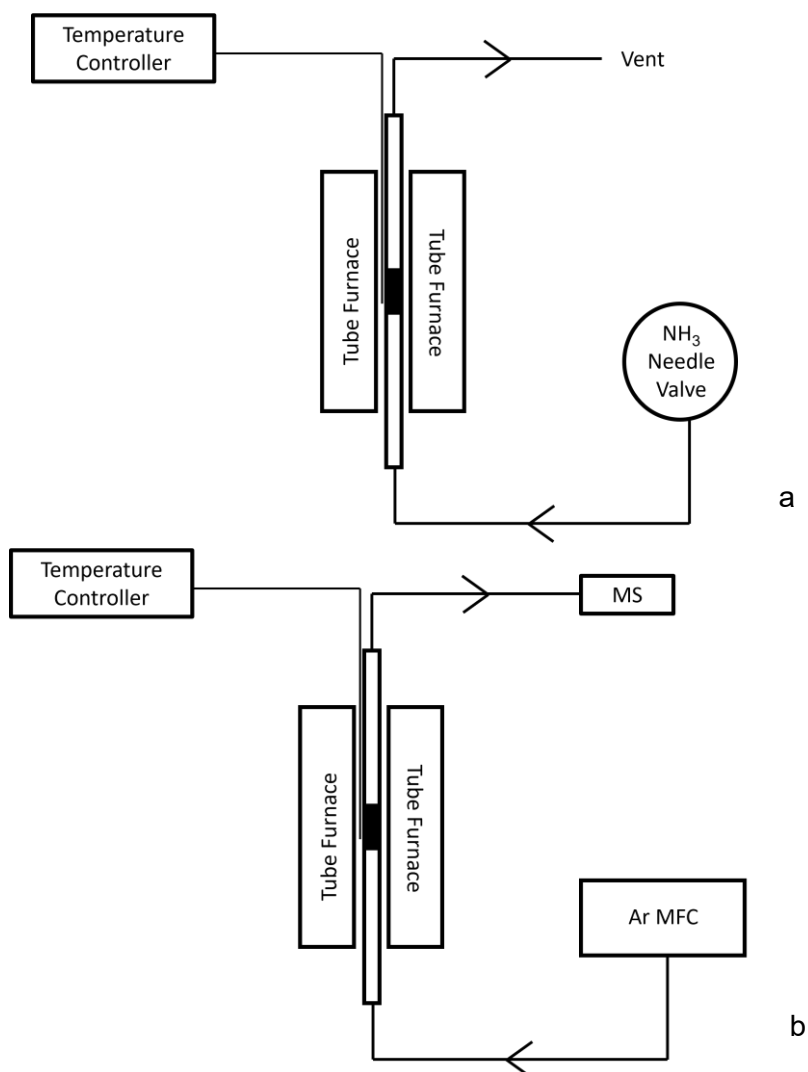 Temperature
Controller
Vent
Tube Furnace
Tube Furnace
NH₃
Needle
Valve
a
Temperature
Controller
MS
Tube Furnace
Tube Furnace
Ar MFC
b